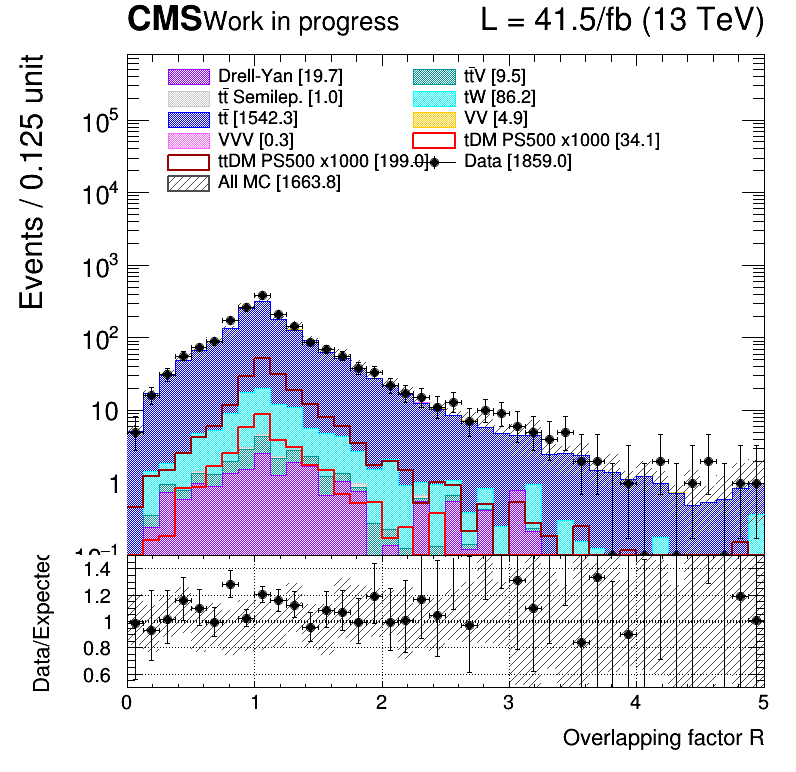 CMS Work in progress L = 41.5/fb (13 TeV)
Events / 0.125 unit
Drell-Yan [19.7] tt̄V [9.5]
tt̄ Semilep. [1.0] tW [86.2]
tt̄ [1542.3] VV [4.9]
VVV [0.3] tDM PS500 x1000 [34.1]
ttDM PS500 x1000 [199.0] Data [1859.0]
All MC [1663.8]
10⁵
10⁴
10³
10²
10
1
10⁻¹
Data/Expected
1.4
1.2
1
0.8
0.6
0 1 2 3 4 5
Overlapping factor R